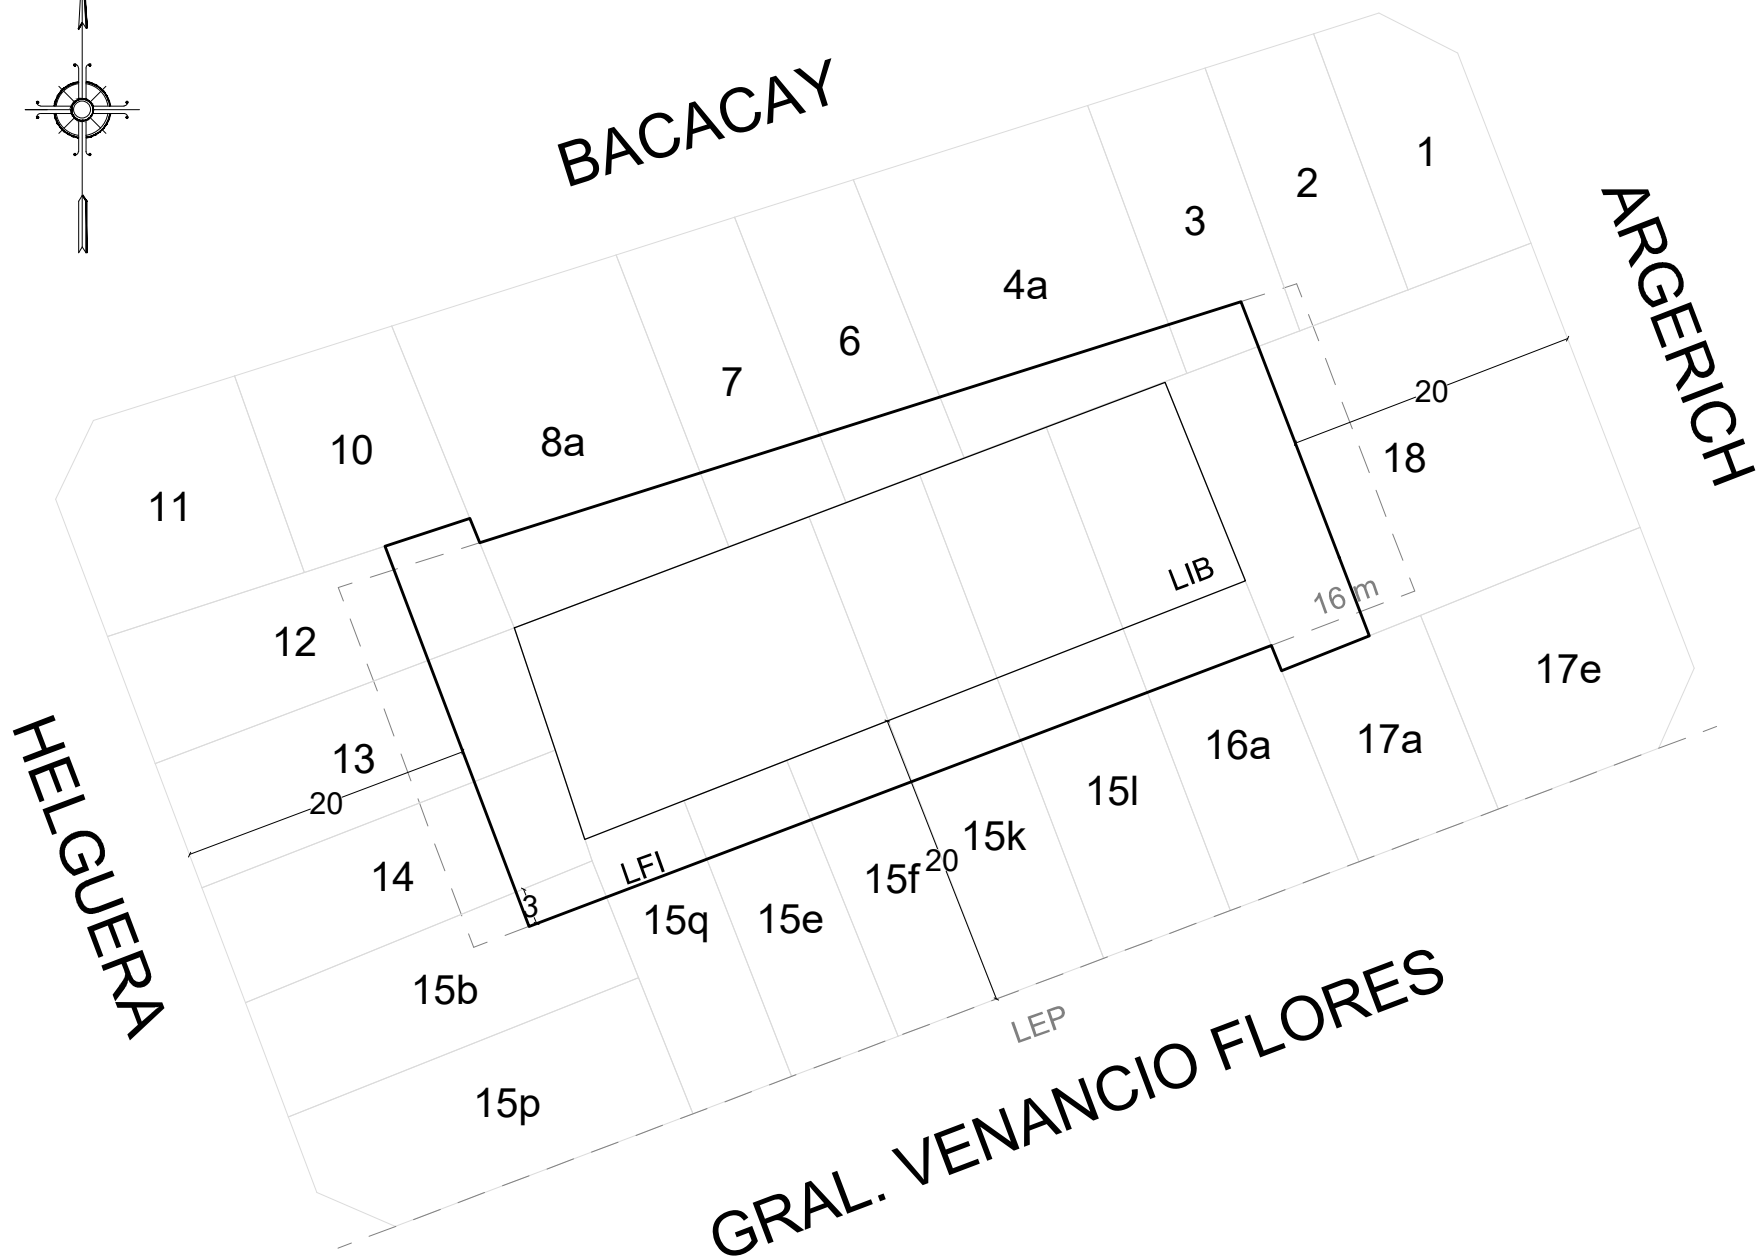 BACACAY
1
2
ARGERICH
3
4a
6
7
20
8a
10
18
11
LIB
16 m
12
17e
13
HELGUERA
17a
16a
20
15l
15k
20
LFI
14
15f
3
15q
15e
15b
LEP
15p
GRAL. VENANCIO FLORES